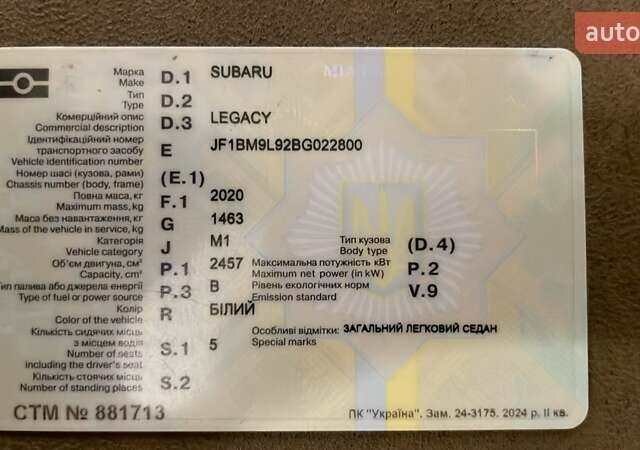 auto
Марка D.1 SUBARU
Make
Тип D.2
Type
Комерційний опис D.3 LEGACY
Commercial description
Ідентифікаційний номер
транспортного засобу E JF1BM9L92BG022800
Vehicle identification number
Номер шасі (кузова, рами) (E.1)
Chassis number (body, frame)
Повна маса, кг F.1 2020
Maximum mass, kg
Маса без навантаження, кг G 1463
Mass of the vehicle in service, kg
Категорія J M1 Тип кузова (D.4)
Vehicle category Body type
Об'єм двигуна, см³ P.1 2457 Максимальна потужність кВт P.2
Capacity, cm³ Maximum net power (in kW)
Тип палива або джерела енергії P.3 B Рівень екологічних норм V.9
Type of fuel or power source Emission standard
Колір R БІЛИЙ
Color of the vehicle
Кількість сидячих місць Особливі відмітки: ЗАГАЛЬНИЙ ЛЕГКОВИЙ СЕДАН
з місцем водія S.1 5 Special marks
Number of seats
including the driver's seat
Кількість стоячих місць S.2
Number of standing places
СТМ № 881713
ПК "Україна". Зам. 24-3175. 2024 р. II кв.